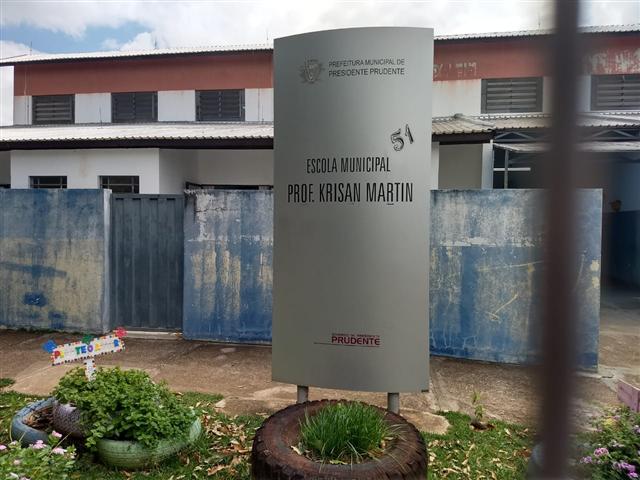 PREFEITURA MUNICIPAL DE
PRESIDENTE PRUDENTE
51
ESCOLA MUNICIPAL
PROF. KRISAN MARTIN
PRUDENTE